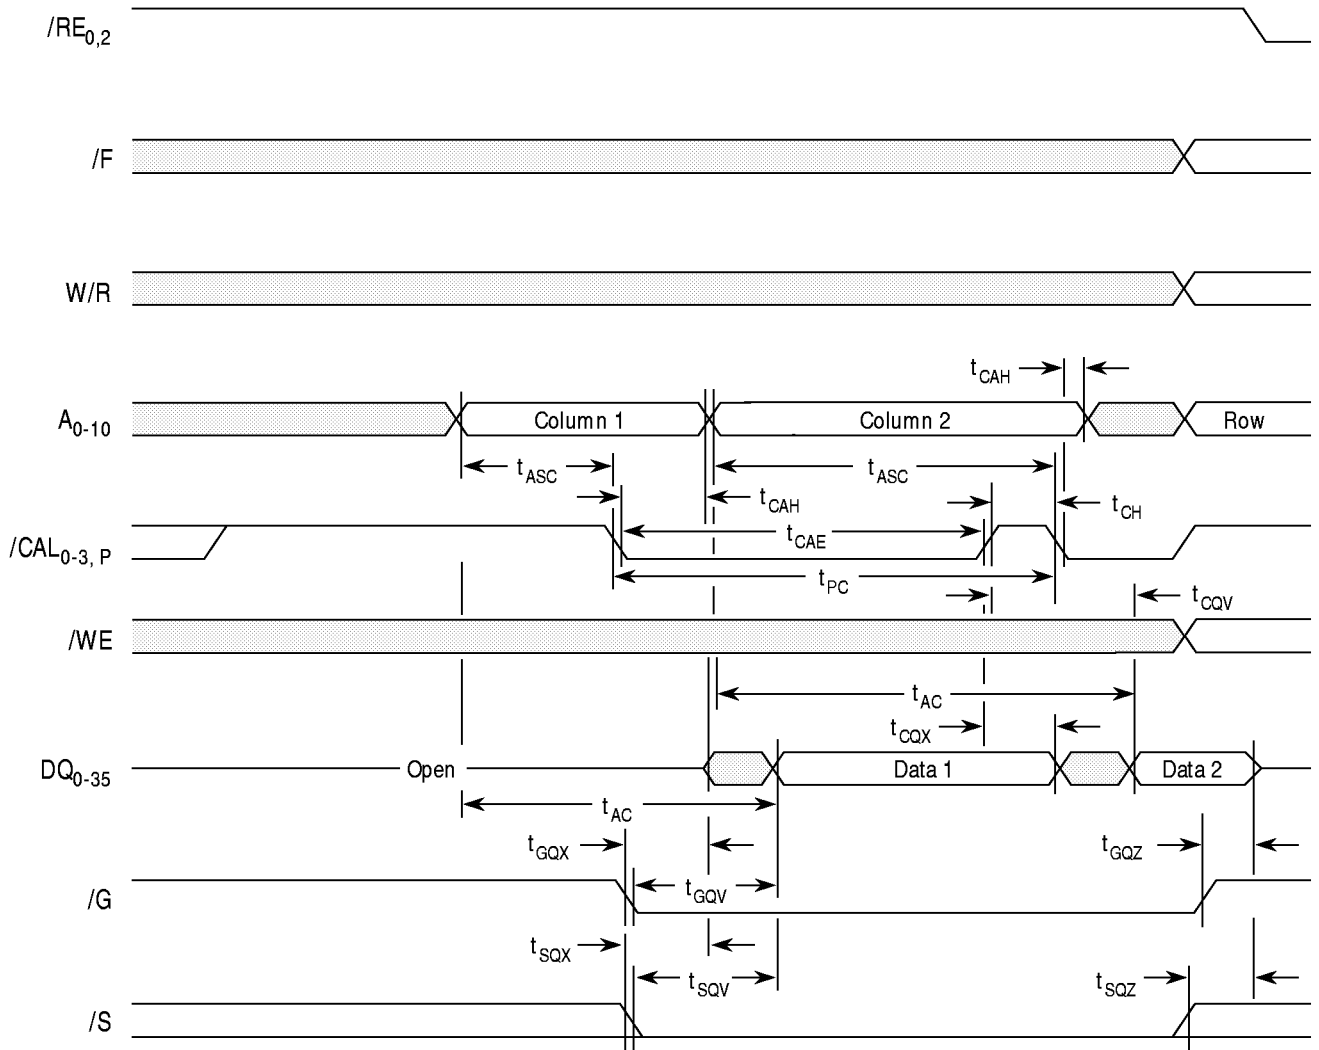 /RE0,2
/F
W/R
tCAH
A0-10
Column 1
Column 2
Row
tASC
tASC
tCAH
tCH
/CAL0-3, P
tCAE
tPC
tCQV
/WE
tAC
tCQX
DQ0-35
Open
Data 1
Data 2
tAC
tGQX
tGQZ
/G
tGQV
tSQX
tSQV
tSQZ
/S